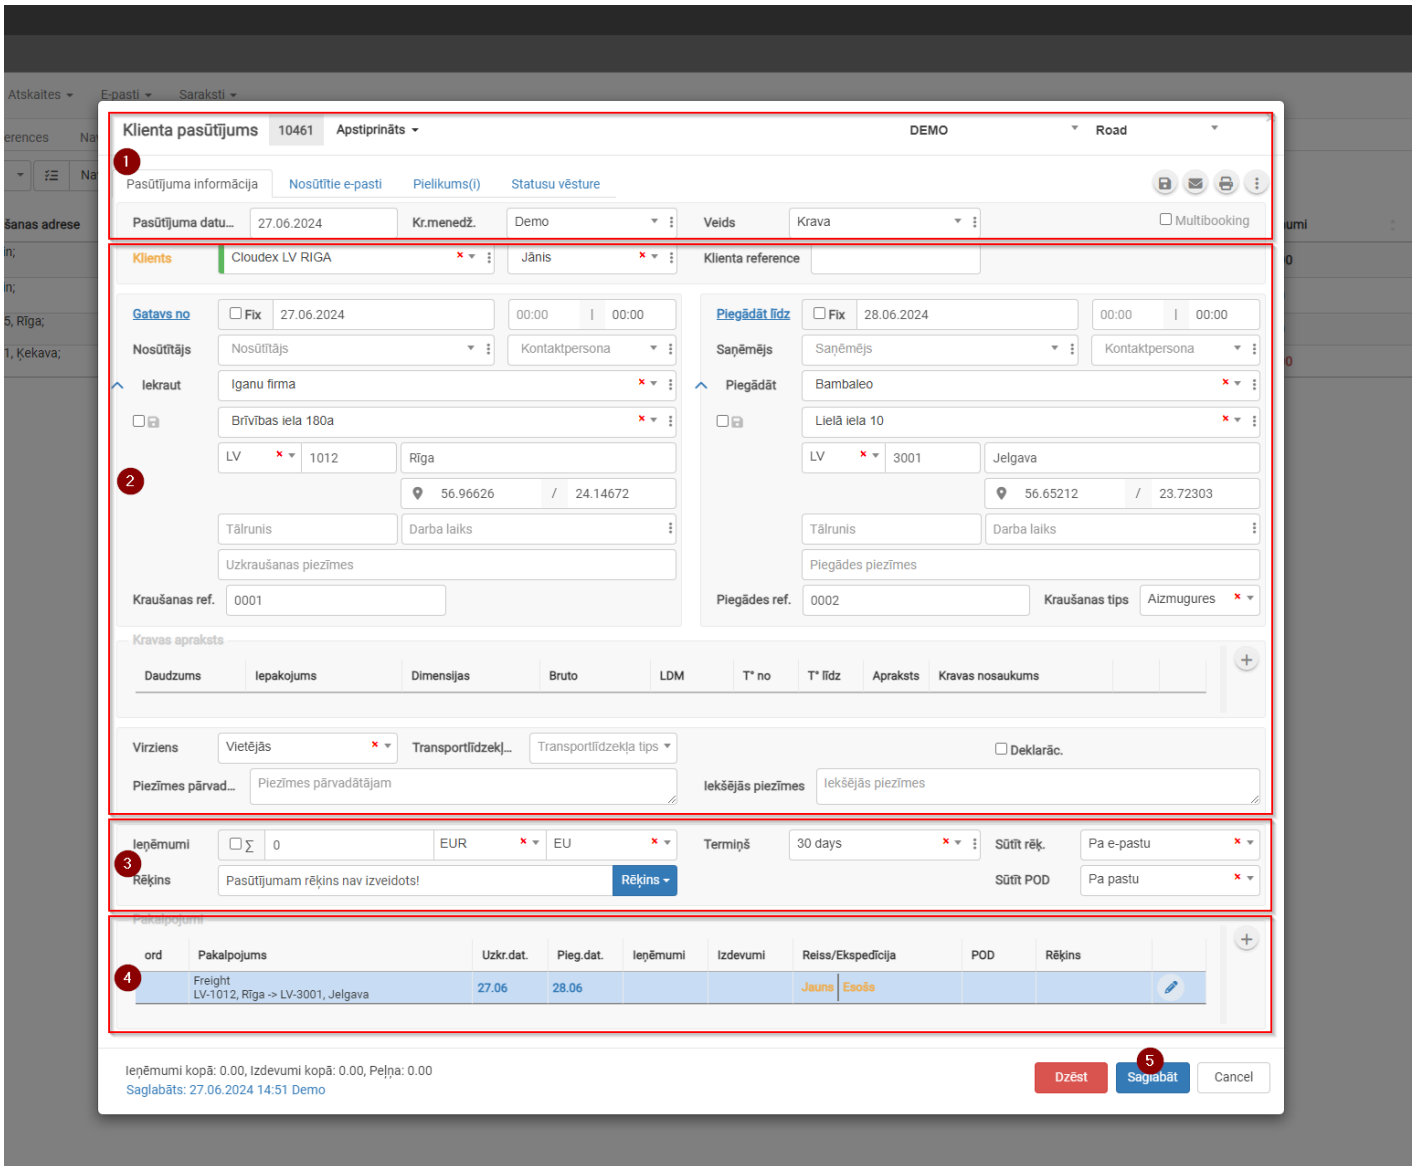 Atskaites E-pasti Saraksti
Klienta pasūtījums 10461 Apstiprināts DEMO Road
erences Nav
1
Nav
Pasūtījuma informācija Nosūtītie e-pasti Pielikums(i) Statusu vēsture
šanas adrese
Pasūtījuma datu... 27.06.2024 Kr.menedž. Demo Veids Krava Multibooking
umi
in;
Klients Cloudex LV RIGA Jānis Klienta reference
in;
Gatavs no Fix 27.06.2024 00:00 | 00:00 Piegādāt līdz Fix 28.06.2024 00:00 | 00:00
5, Rīga;
Nosūtītājs Nosūtītājs Kontaktpersona Saņēmējs Saņēmējs Kontaktpersona
1, Ķekava;
Iekraut Iganu firma Piegādāt Bambaleo
Brīvības iela 180a Lielā iela 10
LV 1012 Rīga LV 3001 Jelgava
2
56.96626 / 24.14672 56.65212 / 23.72303
Tālrunis Darba laiks Tālrunis Darba laiks
Uzkraušanas piezīmes Piegādes piezīmes
Kraušanas ref. 0001 Piegādes ref. 0002 Kraušanas tips Aizmugures
Kravas apraksts
Daudzums Iepakojums Dimensijas Bruto LDM T° no T° līdz Apraksts Kravas nosaukums
Virziens Vietējās Transportlīdzekļ... Transportlīdzekļa tips Deklarāc.
Piezīmes pārvad... Piezīmes pārvadātājam Iekšējās piezīmes Iekšējās piezīmes
Ieņēmumi ∑ 0 EUR EU Termiņš 30 days Sūtīt rēķ. Pa e-pastu
3
Rēķins Pasūtījumam rēķins nav izveidots! Rēķins Sūtīt POD Pa pastu
Pakalpojumi
ord Pakalpojums Uzkr.dat. Pieg.dat. Ieņēmumi Izdevumi Reiss/Ekspedīcija POD Rēķins
4
Freight
LV-1012, Rīga -> LV-3001, Jelgava 27.06 28.06 Jauns Esošs
5
Ieņēmumi kopā: 0.00, Izdevumi kopā: 0.00, Peļņa: 0.00
Saglabāts: 27.06.2024 14:51 Demo
Dzēst Saglabāt Cancel